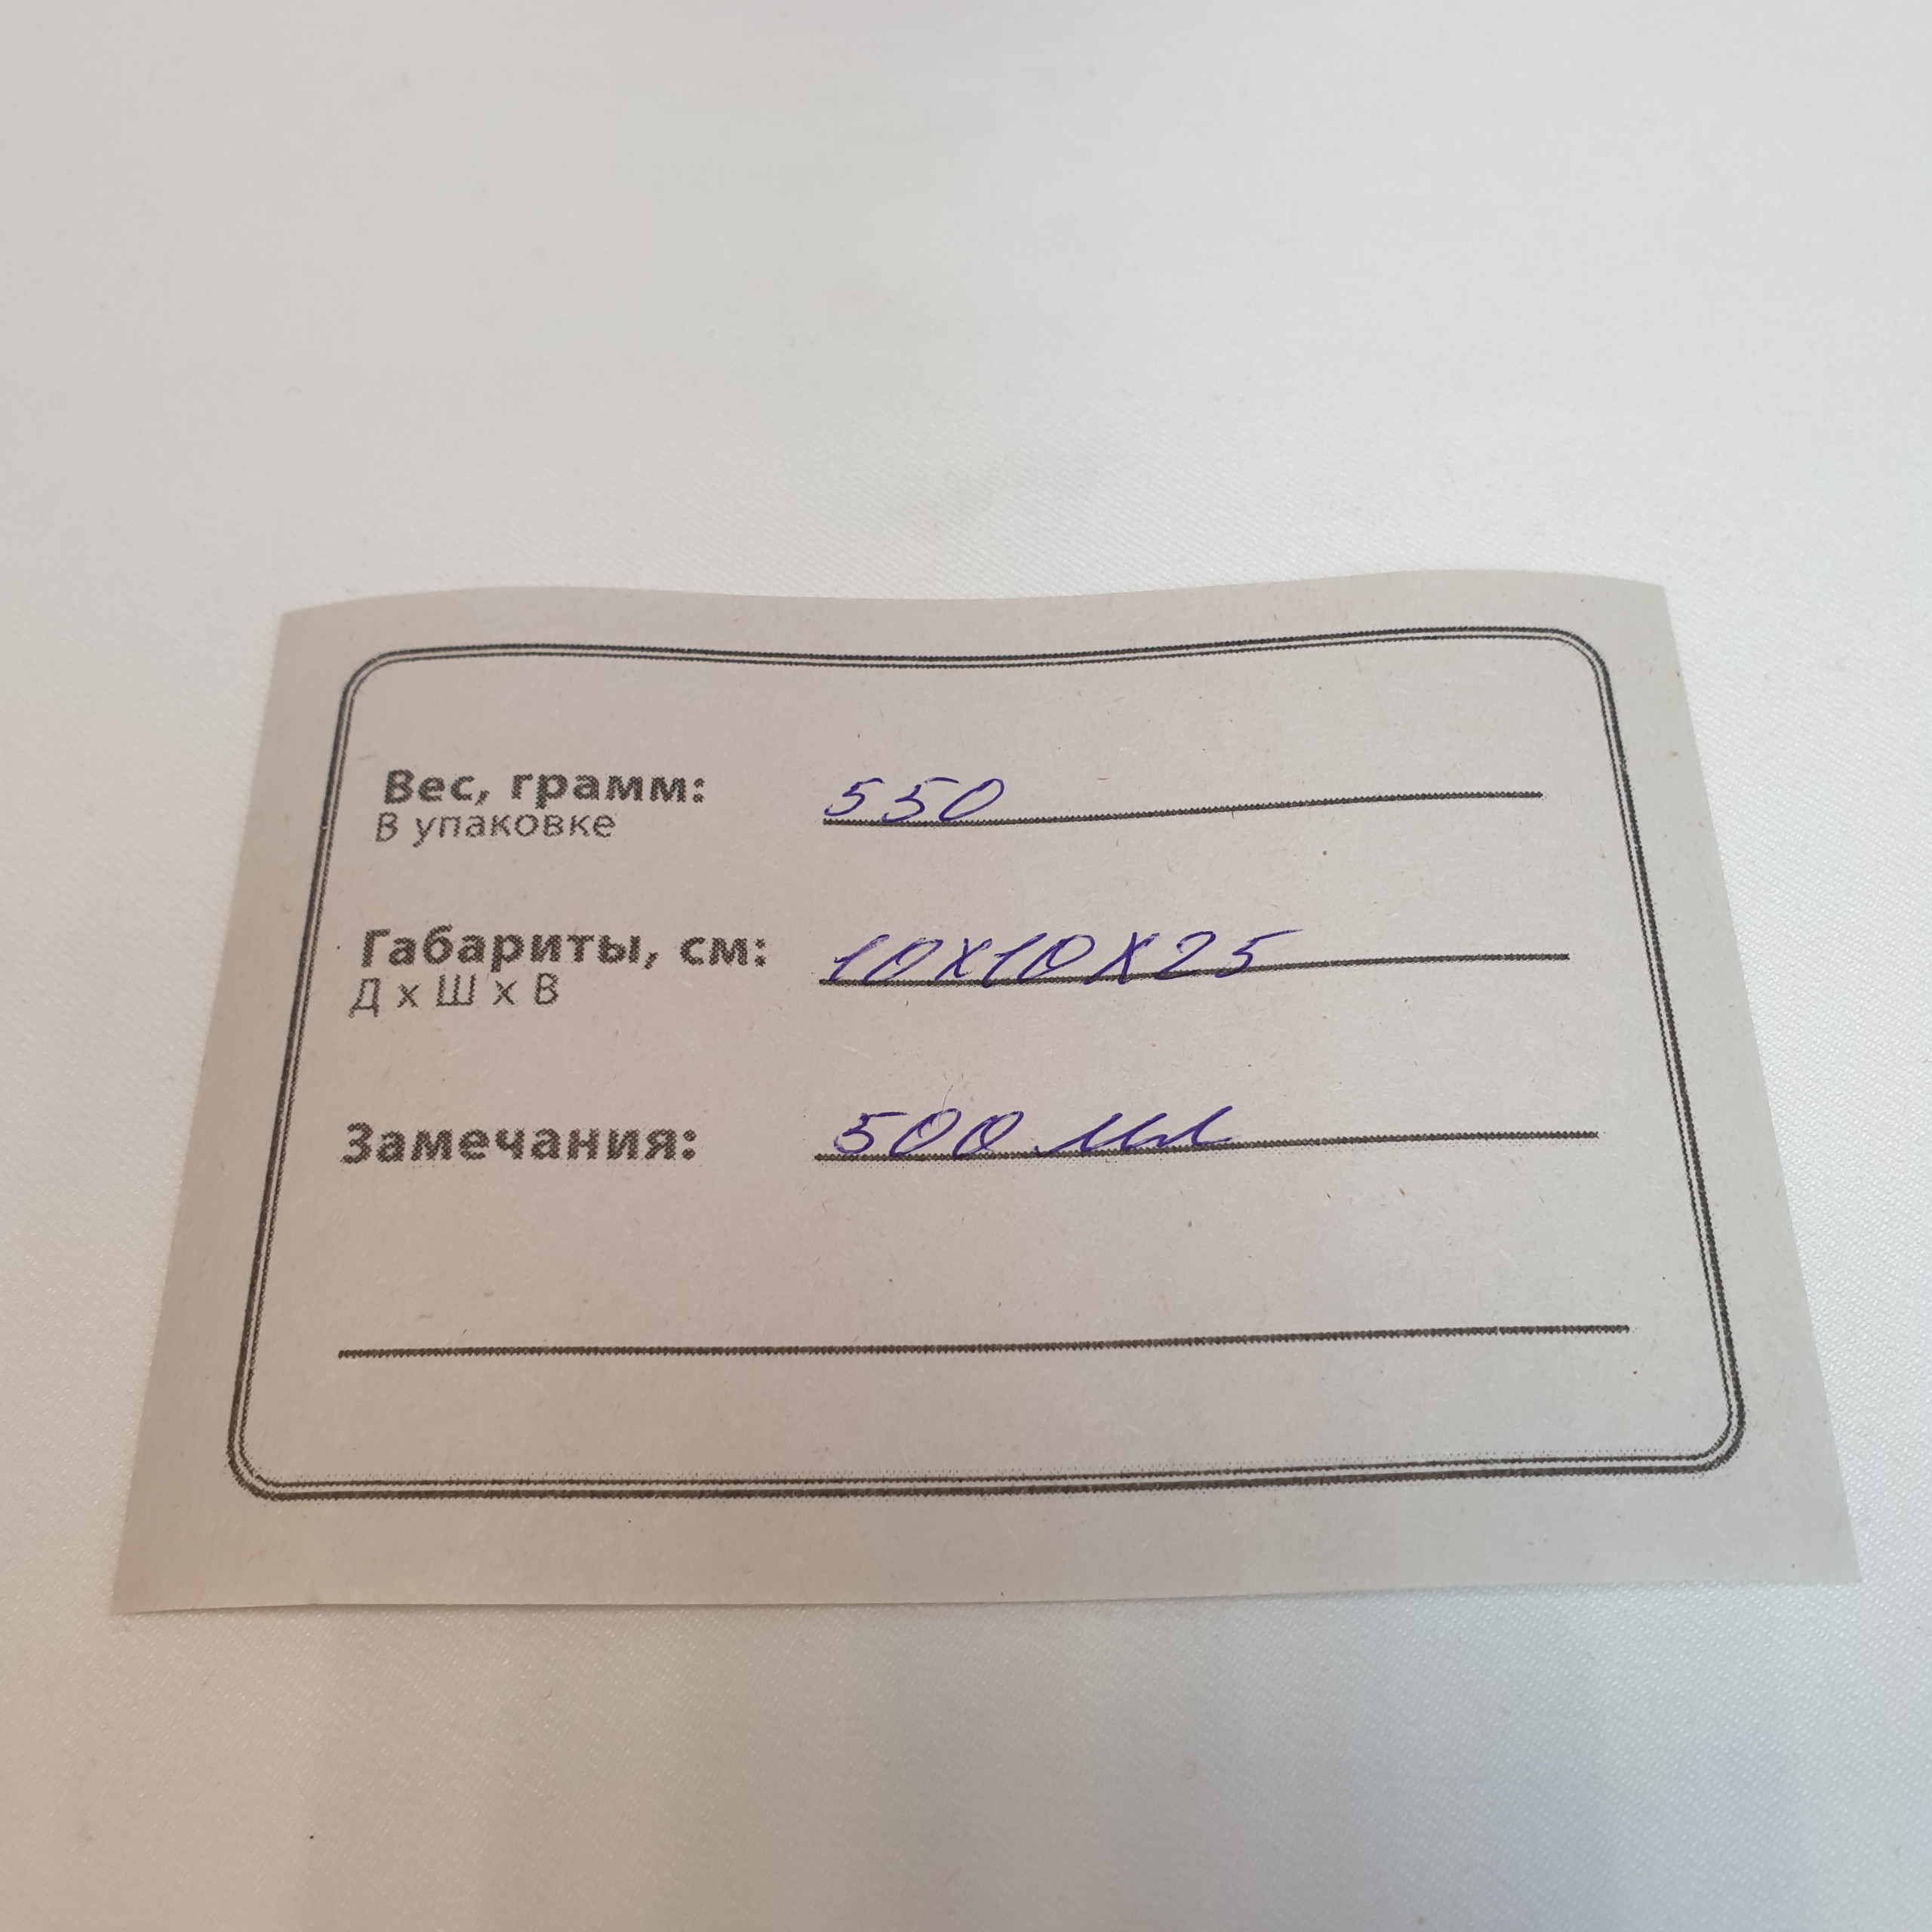 Вес, грамм: 550
В упаковке
Габариты, см: 10х10х25
Д х Ш х В
Замечания: 500 мл